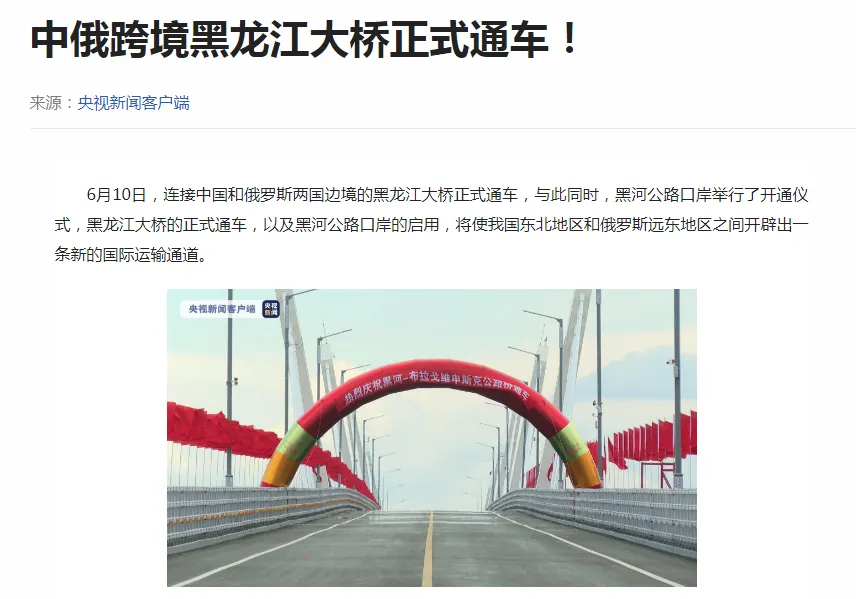 中俄跨境黑龙江大桥正式通车！
来源：央视新闻客户端
6月10日，连接中国和俄罗斯两国边境的黑龙江大桥正式通车，与此同时，黑河公路口岸举行了开通仪
式，黑龙江大桥的正式通车，以及黑河公路口岸的启用，将使我国东北地区和俄罗斯远东地区之间开辟出一
条新的国际运输通道。
央视新闻客户端
央视
新闻
热烈庆祝黑河-布拉戈维申斯克公路大桥通车